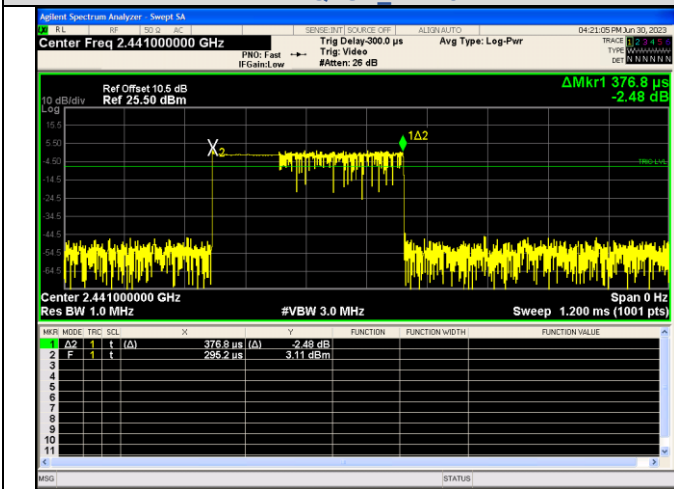 Agilent Spectrum Analyzer - Swept SA
RL RF 50 Ω AC SENSE:INT SOURCE OFF ALIGN AUTO 04:21:05 PM Jun 30, 2023
Center Freq 2.441000000 GHz
PNO: Fast
IFGain:Low
Trig Delay-300.0 µs
Trig: Video
#Atten: 26 dB
Avg Type: Log-Pwr
TRACE 1 2 3 4 5 6
TYPE
DET N N N N N N
ΔMkr1 376.8 µs
-2.48 dB
Ref Offset 10.5 dB
10 dB/div Ref 25.50 dBm
Log
15.5
5.50
-4.50
-14.5
-24.5
-34.5
-44.5
-54.5
-64.5
X2
1Δ2
TRIG LVL
Center 2.441000000 GHz Span 0 Hz
Res BW 1.0 MHz #VBW 3.0 MHz Sweep 1.200 ms (1001 pts)
MKR MODE TRC SCL X Y FUNCTION FUNCTION WIDTH FUNCTION VALUE
1 Δ2 1 t (Δ) 376.8 µs (Δ) -2.48 dB
2 F 1 t 295.2 µs 3.11 dBm
3
4
5
6
7
8
9
10
11
MSG STATUS